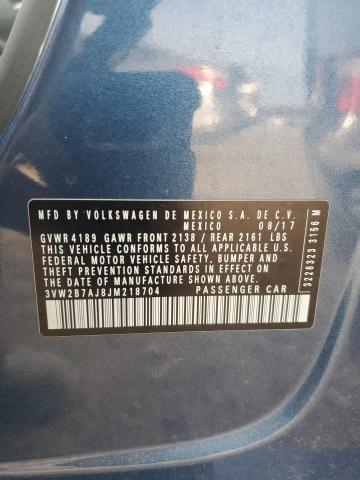 MFD BY VOLKSWAGEN DE MEXICO S.A. DE C.V.
MEXICO 08/17
GVWR 4189 GAWR FRONT 2138 / REAR 2161 LBS
THIS VEHICLE CONFORMS TO ALL APPLICABLE U.S.
FEDERAL MOTOR VEHICLE SAFETY, BUMPER AND
THEFT PREVENTION STANDARDS IN EFFECT ON
THE DATE OF MANUFACTURE SHOWN ABOVE.
3VW2B7AJ8JM218704 PASSENGER CAR
3226323 3156 M